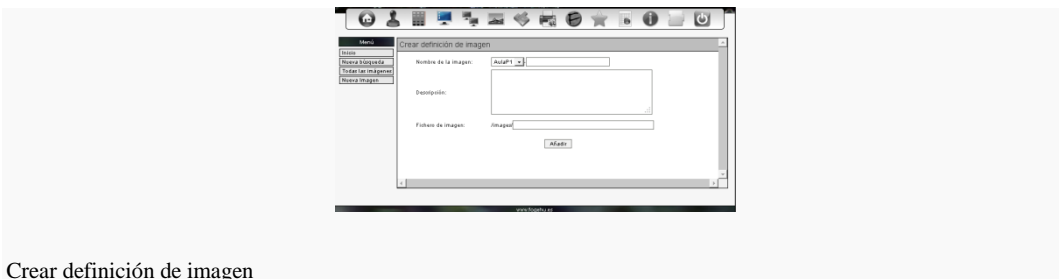 Menú
Crear definición de imagen
Inicio
Nueva búsqueda
Todas las imágenes
Nueva Imagen
Nombre de la imagen: AulaP1
Descripción:
Fichero de imagen: /images/
Añadir
Crear definición de imagen